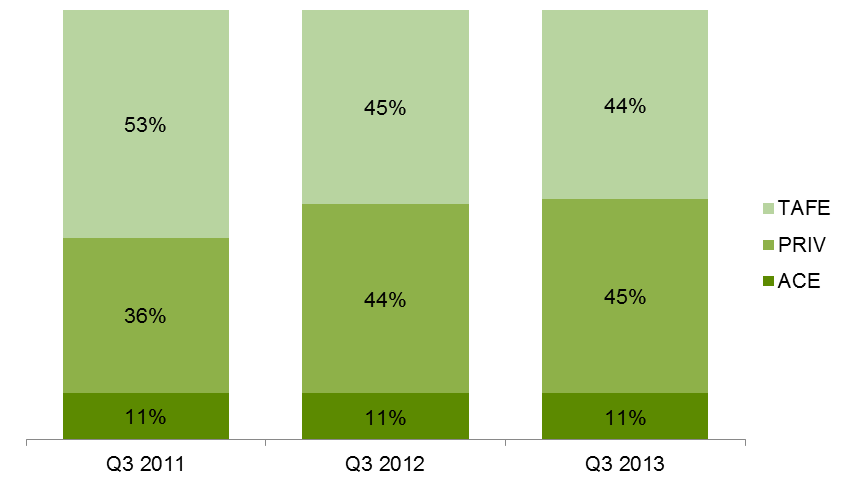 53%
45%
44%
TAFE
PRIV
ACE
36%
44%
45%
11%
11%
11%
Q3 2011
Q3 2012
Q3 2013